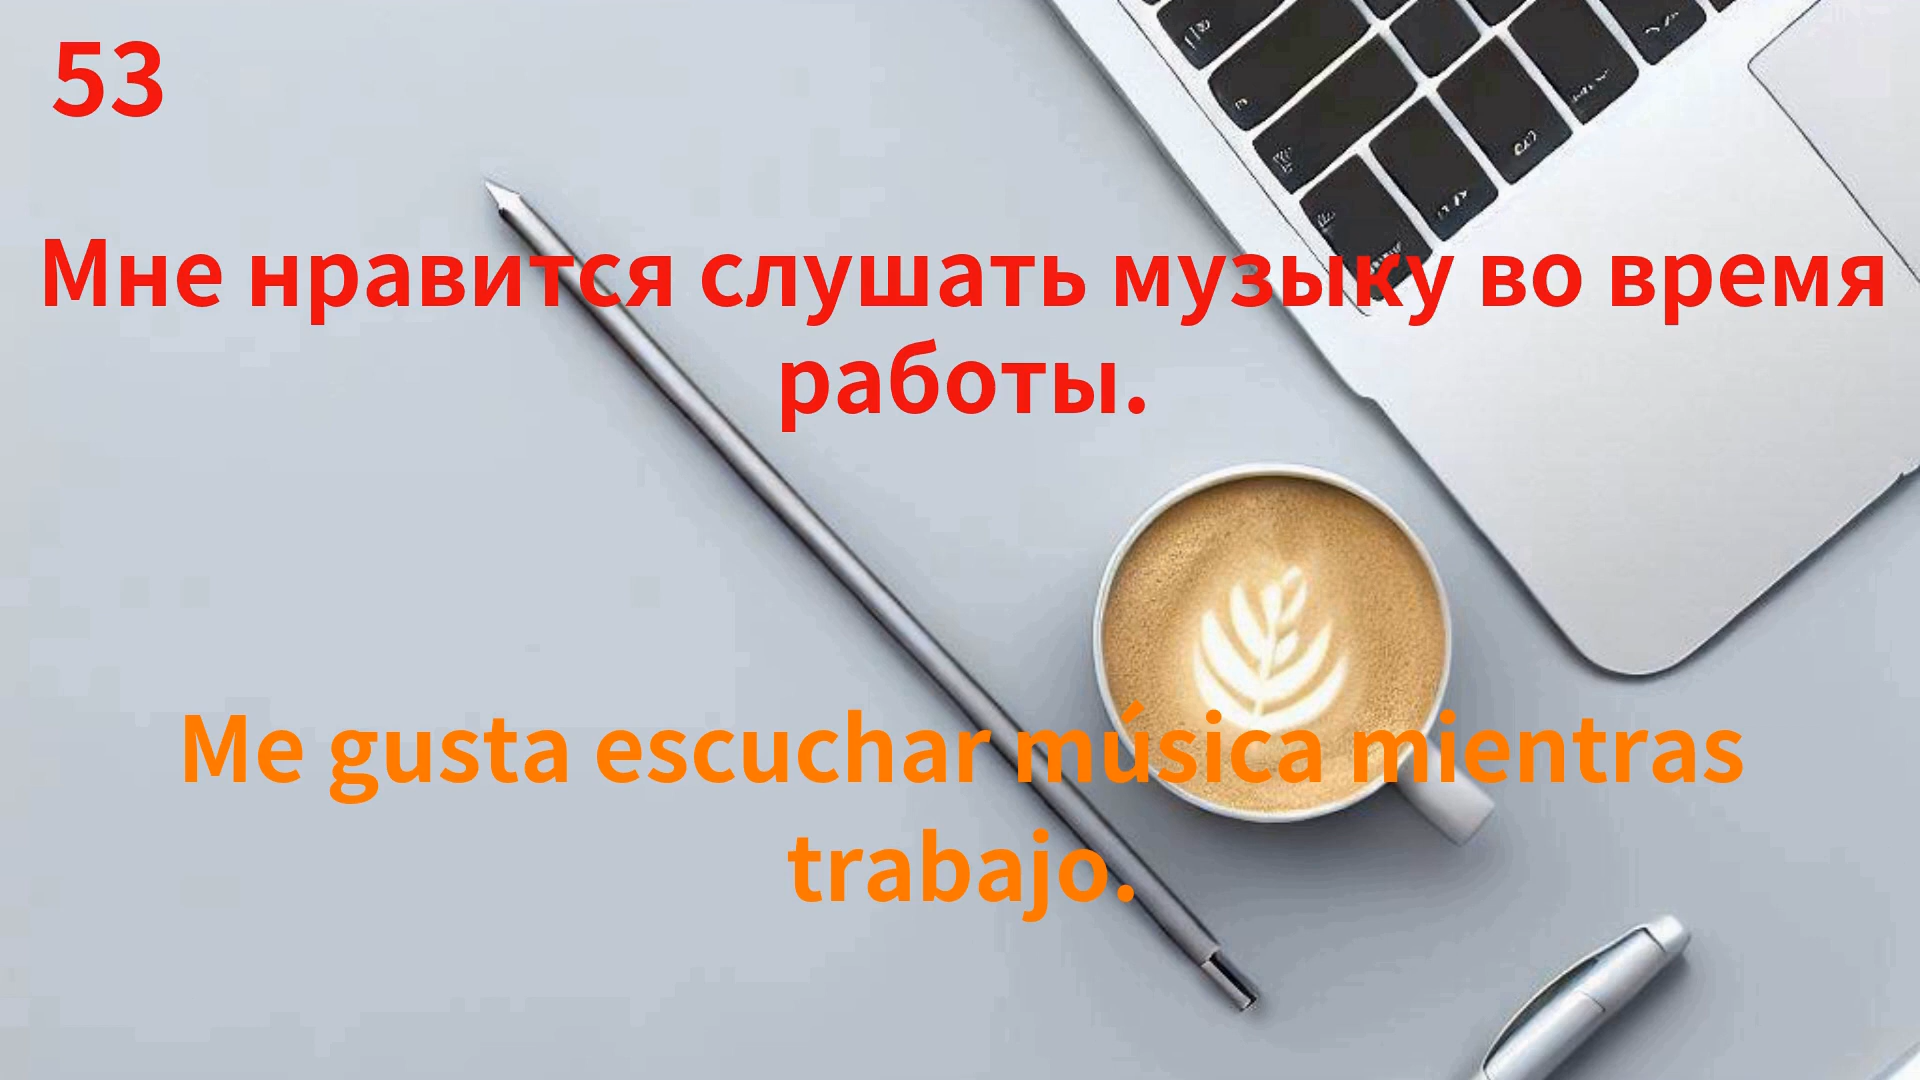 53
Мне нравится слушать музыку во время
работы.
Me gusta escuchar música mientras
trabajo.